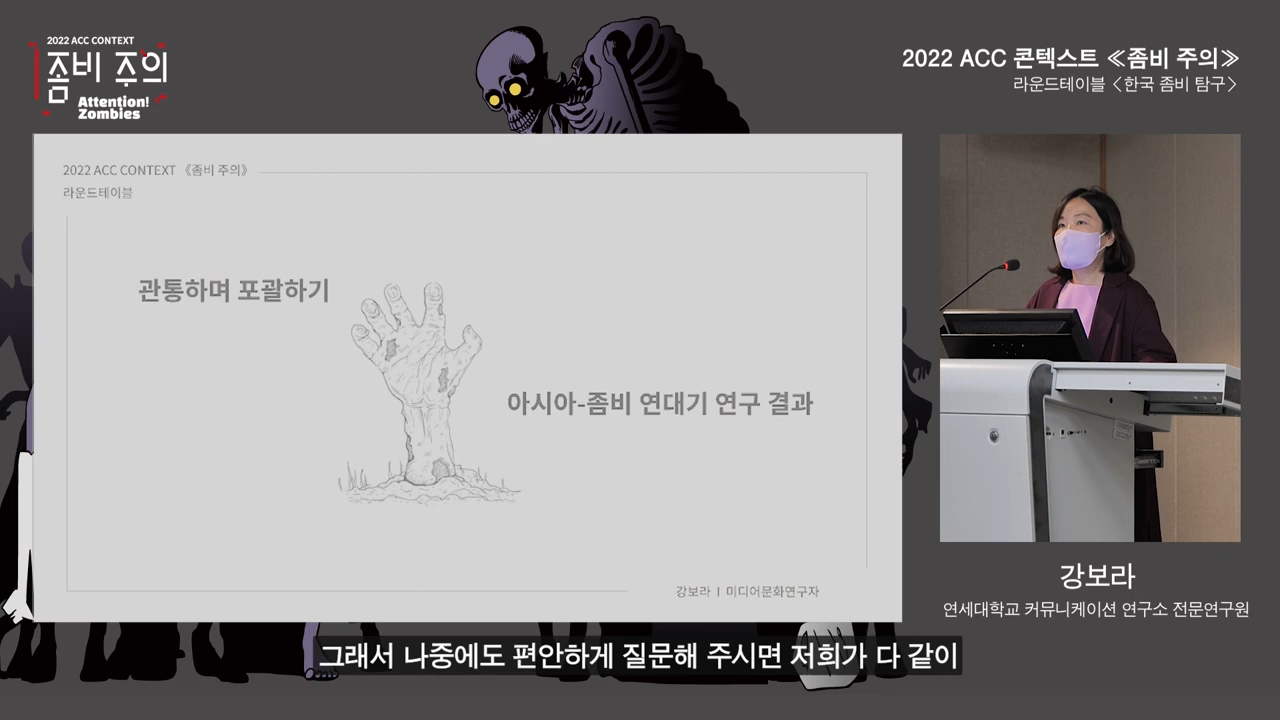 2022 ACC CONTEXT
좀비 주의
Attention!
Zombies
2022 ACC 콘텍스트 ≪좀비 주의≫
라운드테이블 〈한국 좀비 탐구〉
2022 ACC CONTEXT 《좀비 주의》
라운드테이블
관통하며 포괄하기
아시아-좀비 연대기 연구 결과
강보라 I 미디어문화연구자
강보라
연세대학교 커뮤니케이션 연구소 전문연구원
그래서 나중에도 편안하게 질문해 주시면 저희가 다 같이